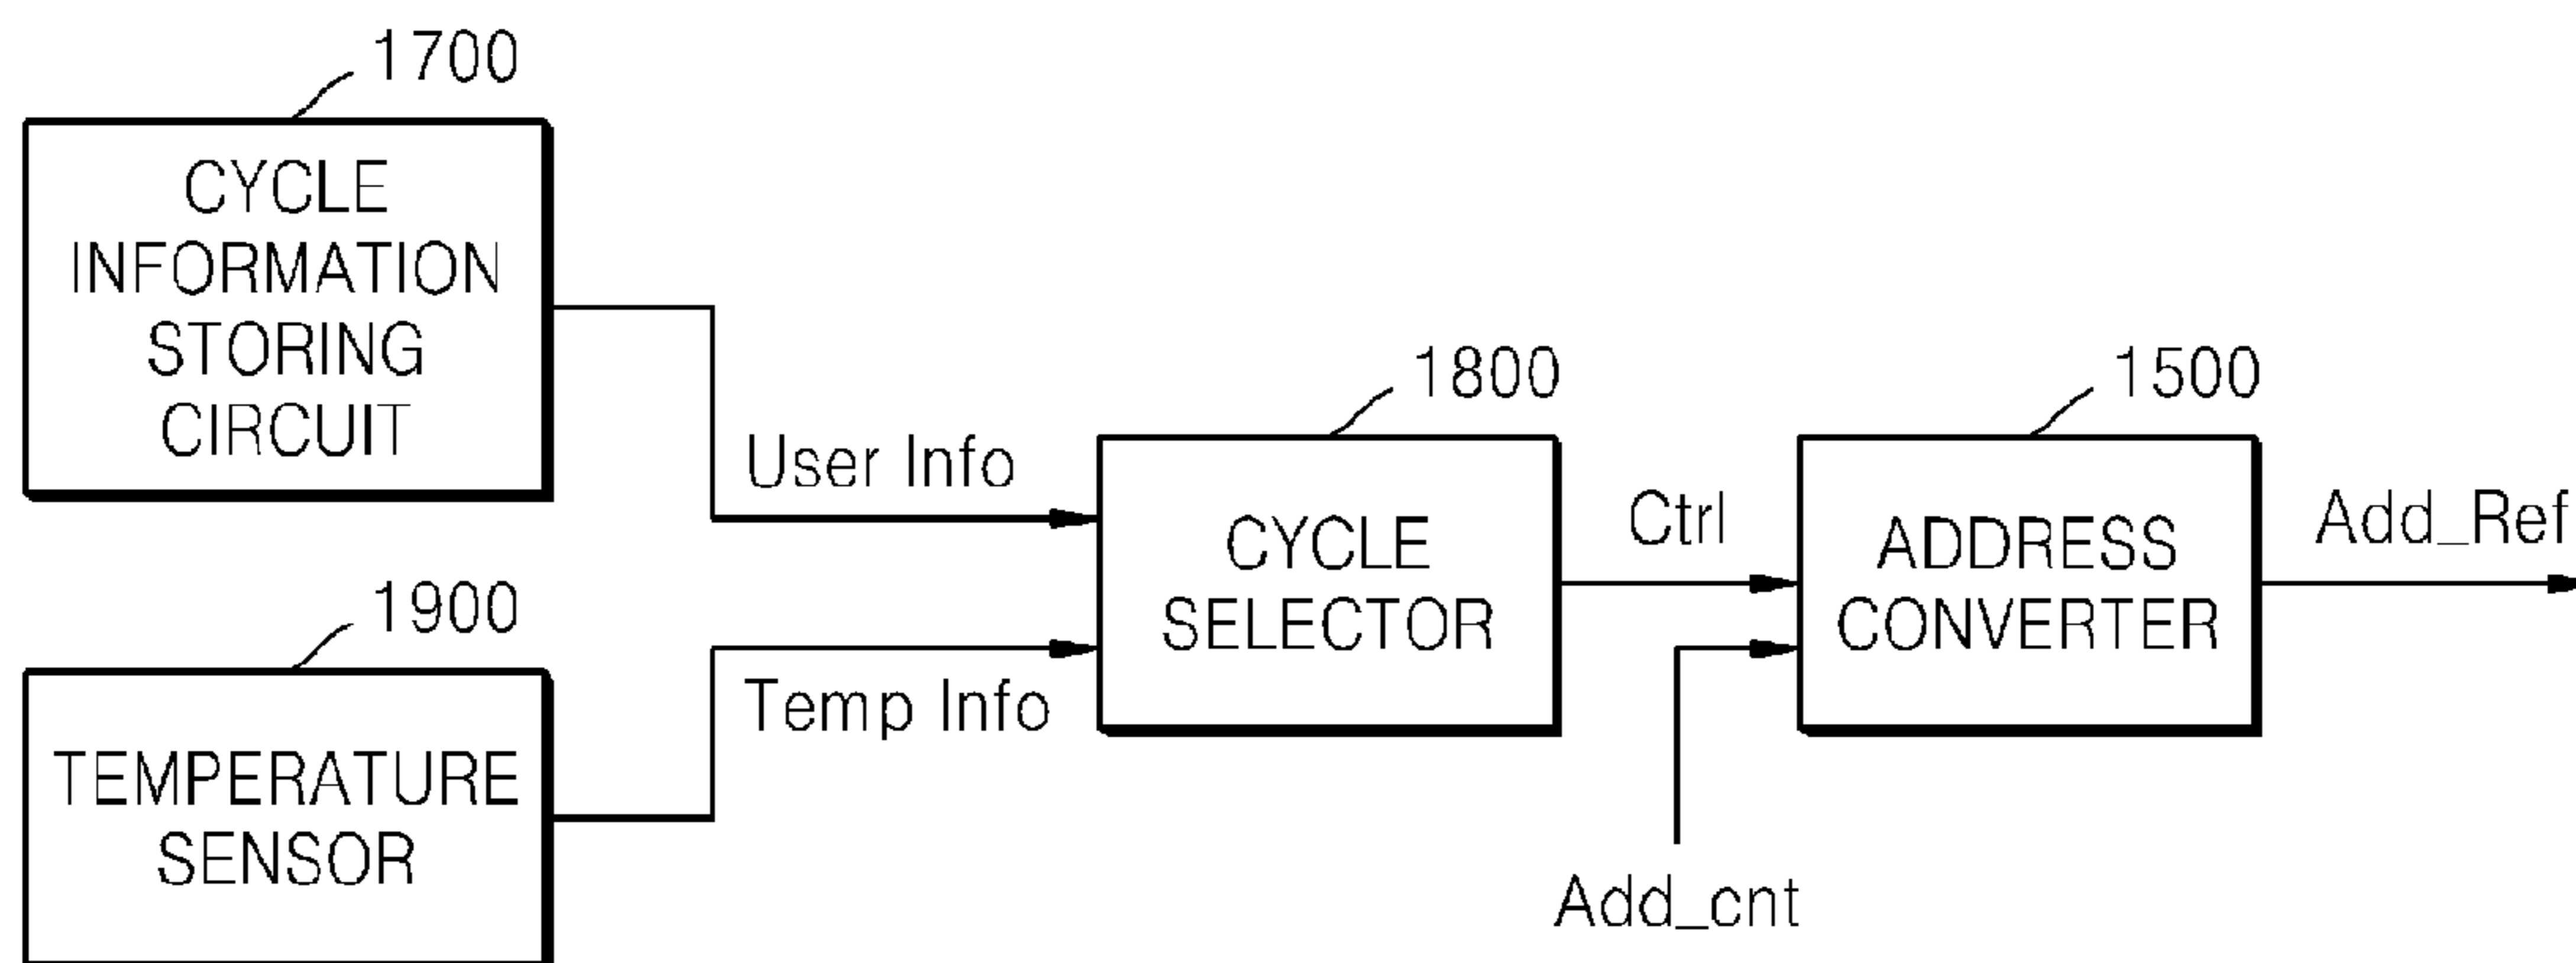 1700
CYCLE
INFORMATION
STORING
CIRCUIT
User Info
1900
TEMPERATURE
SENSOR
Temp Info
1800
CYCLE
SELECTOR
Ctrl
Add_cnt
1500
ADDRESS
CONVERTER
Add_Ref